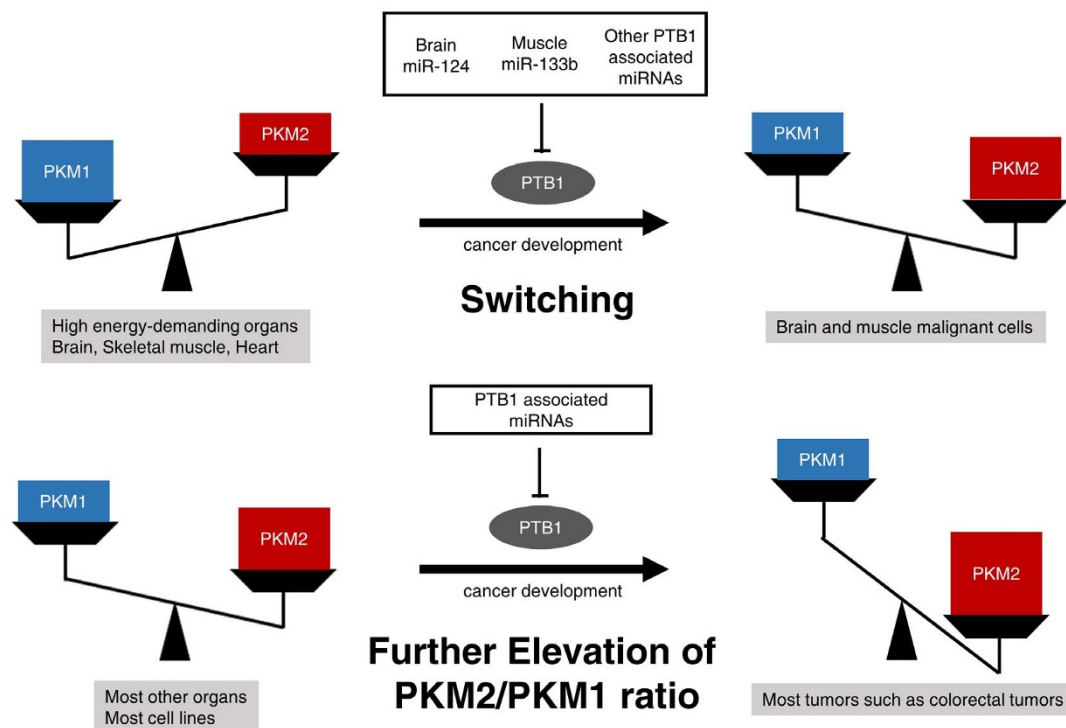 Brain
miR-124
Muscle
miR-133b
Other PTB1
associated
miRNAs
PKM1
PKM2
PTB1
cancer development
Switching
PKM1
PKM2
High energy-demanding organs
Brain, Skeletal muscle, Heart
Brain and muscle malignant cells
PTB1 associated
miRNAs
PKM1
PKM2
PTB1
cancer development
Further Elevation of
PKM2/PKM1 ratio
PKM1
PKM2
Most other organs
Most cell lines
Most tumors such as colorectal tumors